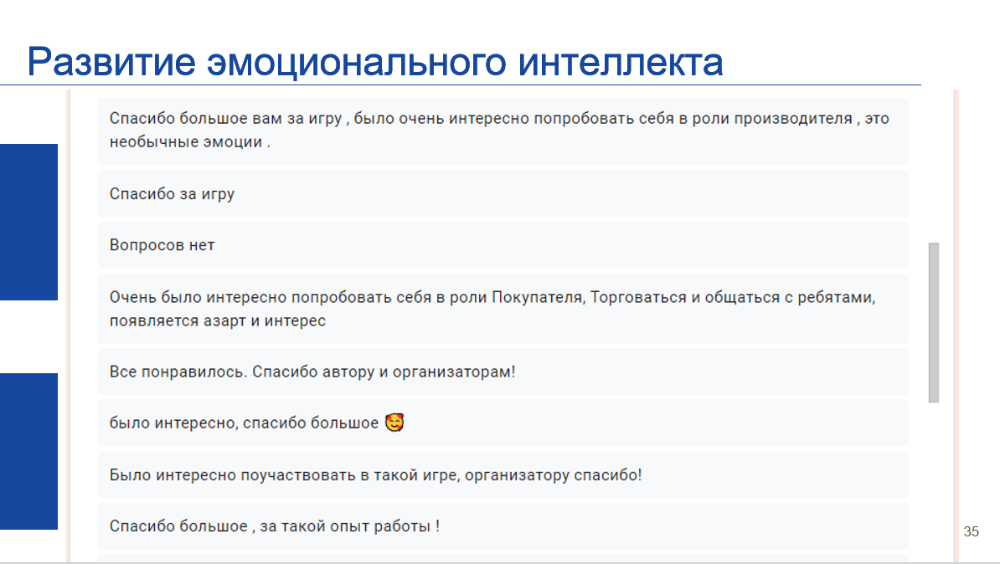 Развитие эмоционального интеллекта
Спасибо большое вам за игру , было очень интересно попробовать себя в роли производителя , это
необычные эмоции .
Спасибо за игру
Вопросов нет
Очень было интересно попробовать себя в роли Покупателя, Торговаться и общаться с ребятами,
появляется азарт и интерес
Все понравилось. Спасибо автору и организаторам!
было интересно, спасибо большое 🥰
Было интересно поучаствовать в такой игре, организатору спасибо!
Спасибо большое , за такой опыт работы !
35